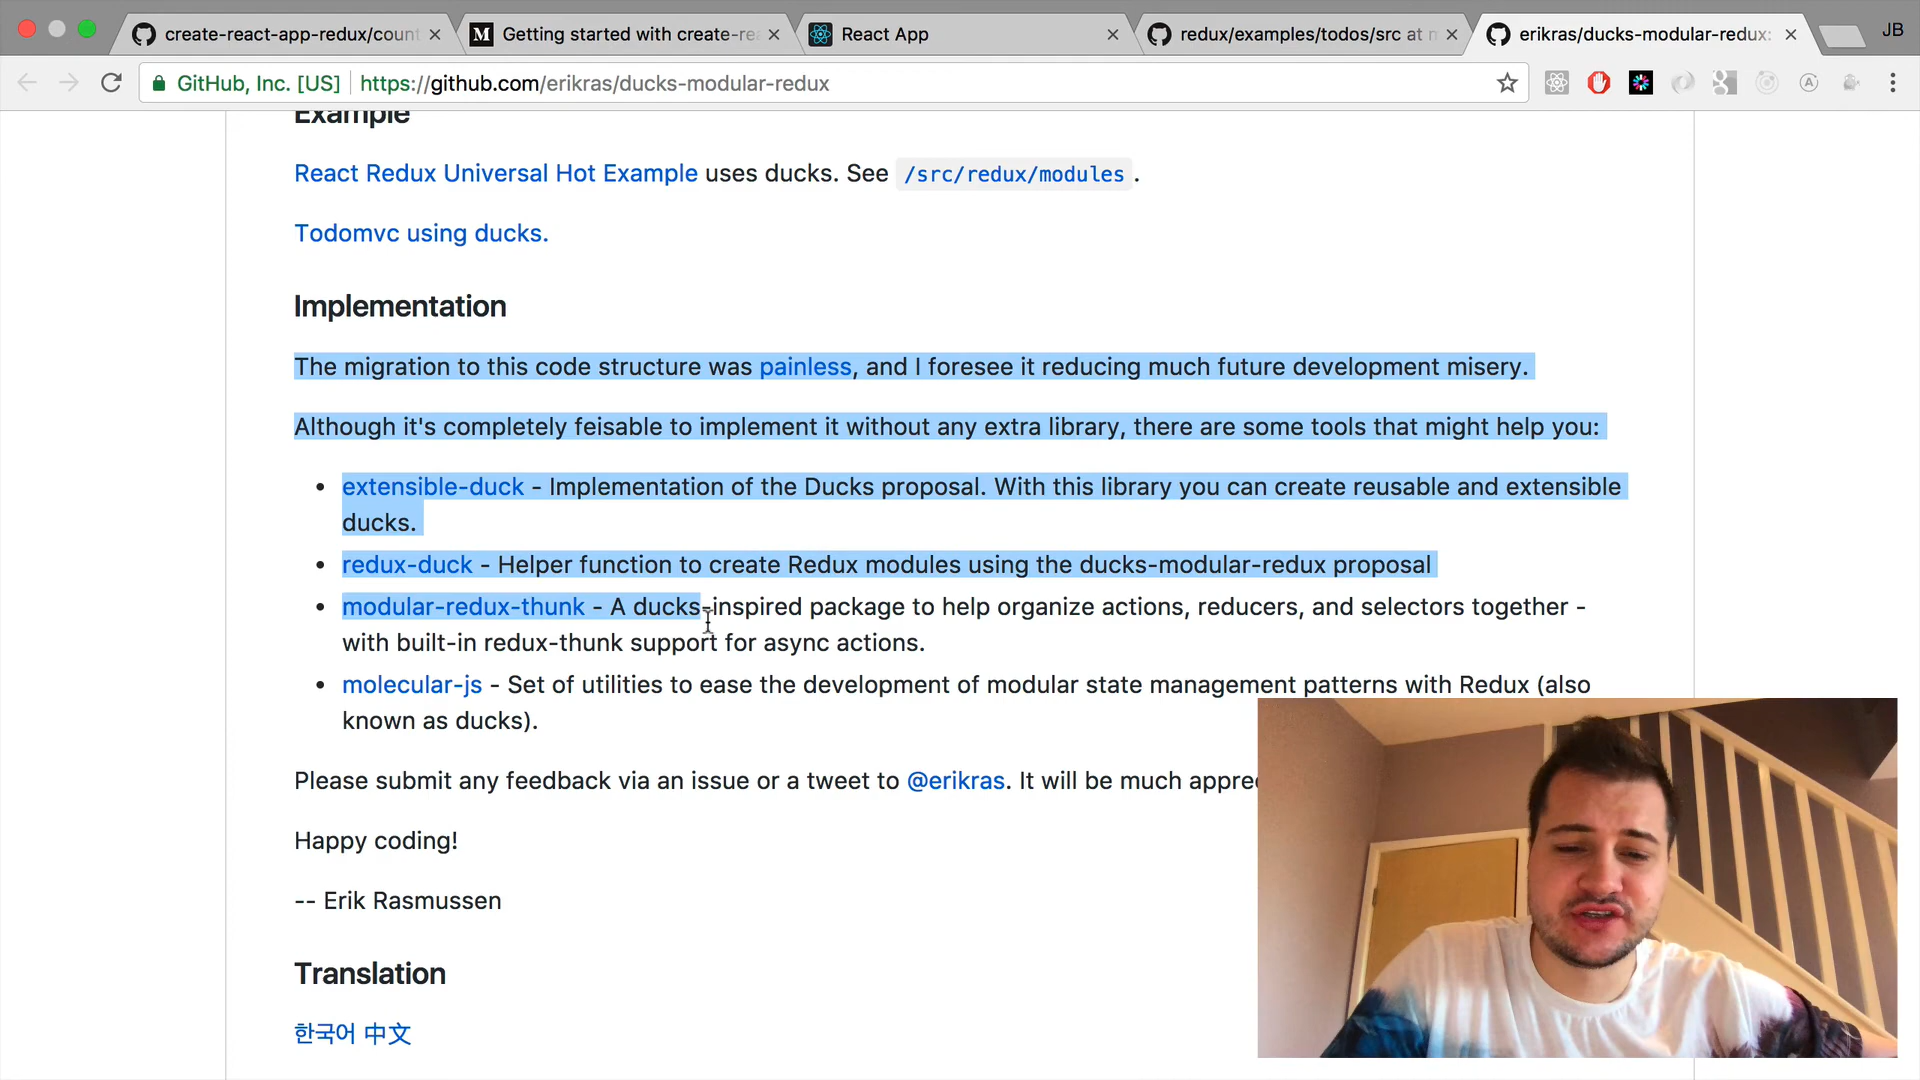 create-react-app-redux/coun
Getting started with create-re
React App
redux/examples/todos/src at m
erikras/ducks-modular-redux:
JB
GitHub, Inc. [US] https://github.com/erikras/ducks-modular-redux
Example
React Redux Universal Hot Example uses ducks. See /src/redux/modules .
Todomvc using ducks.
Implementation
The migration to this code structure was painless, and I foresee it reducing much future development misery.
Although it's completely feisable to implement it without any extra library, there are some tools that might help you:
• extensible-duck - Implementation of the Ducks proposal. With this library you can create reusable and extensible
ducks.
• redux-duck - Helper function to create Redux modules using the ducks-modular-redux proposal
• modular-redux-thunk - A ducks-inspired package to help organize actions, reducers, and selectors together -
with built-in redux-thunk support for async actions.
• molecular-js - Set of utilities to ease the development of modular state management patterns with Redux (also
known as ducks).
Please submit any feedback via an issue or a tweet to @erikras. It will be much appre
Happy coding!
-- Erik Rasmussen
Translation
한국어 中文